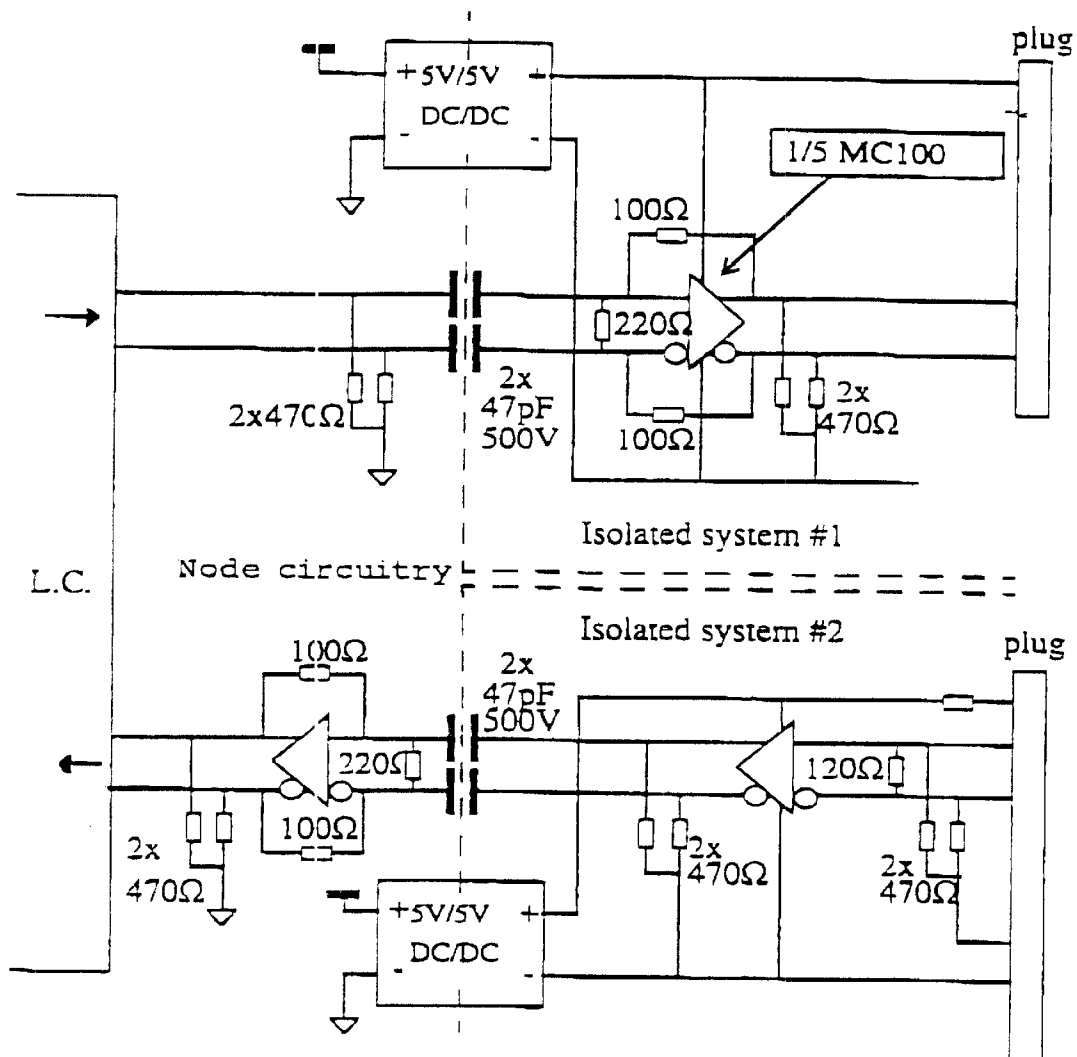 plug
+ 5V/5V +
DC/DC
- -
1/5 MC100
100Ω
220Ω
2x
47pF
500V
2x470Ω
100Ω
2x
470Ω
Isolated system #1
Node circuitry
L.C.
Isolated system #2
plug
100Ω
2x
47pF
500V
220Ω
120Ω
100Ω
2x
470Ω
2x
470Ω
2x
470Ω
+5V/5V +
DC/DC
- -